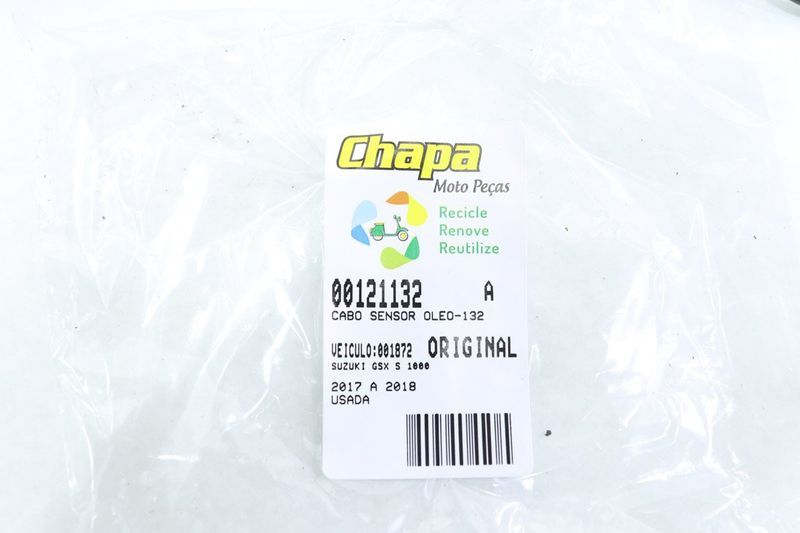 Chapa
Moto Peças
Recicle
Renove
Reutilize
00121132 A
CABO SENSOR OLEO-132
VEICULO:001872 ORIGINAL
SUZUKI GSX S 1000
2017 A 2018
USADA